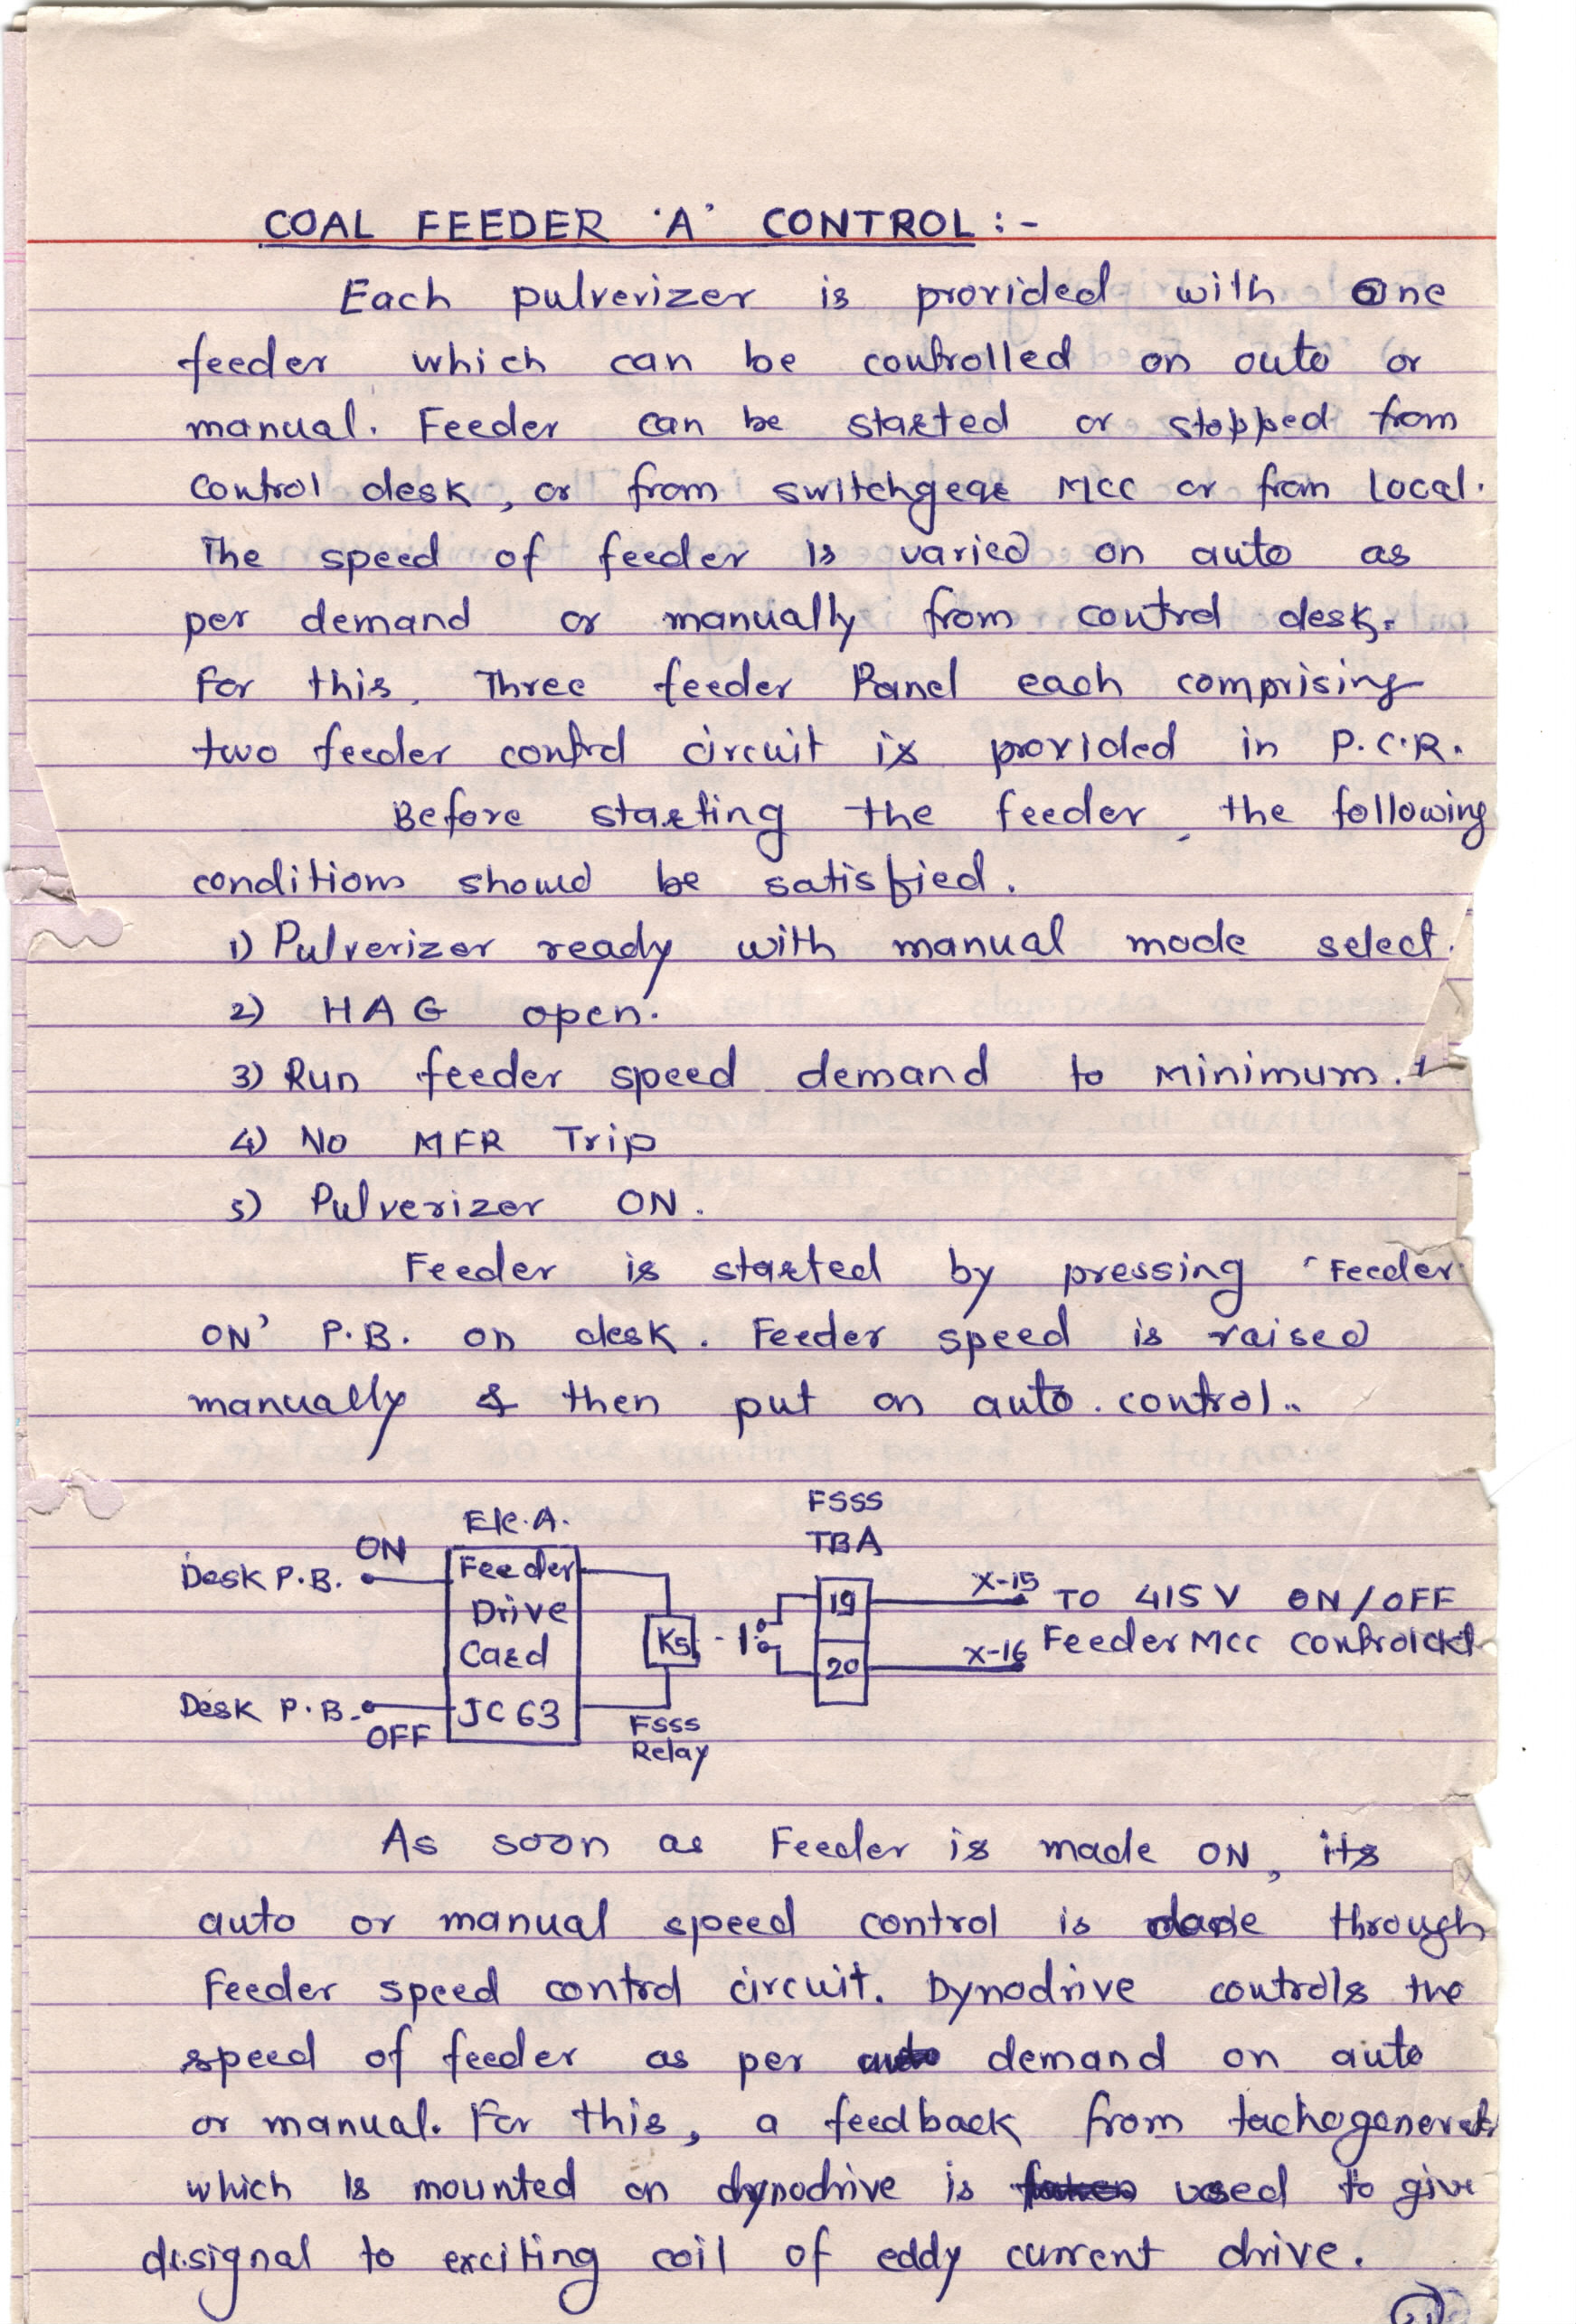 COAL FEEDER 'A' CONTROL :-
Each pulverizer is provided with One
feeder which can be controlled on auto or
manual. Feeder can be started or stopped from
Control desk, or from switchgear MCC or from local.
The speed of feeder is varied on auto as
per demand or manually from control desk.
For this, Three feeder Panel each comprising
two feeder control circuit is provided in P.C.R.
Before starting the feeder, the following
conditions should be satisfied.
1) Pulverizer ready with manual mode select.
2) HAG open.
3) Run feeder speed demand to Minimum.
4) No MFR Trip
5) Pulverizer ON.
Feeder is started by pressing 'Feeder
ON' P.B. on desk. Feeder speed is raised
manually & then put on auto control.
FSSS
TBA
Ele.A.
ON
Desk P.B.
Feeder
Drive
Card
JC 63
Desk P.B.
OFF
K5
-1
FSSS
Relay
19
20
X-15
X-16
TO 415 V ON/OFF
Feeder MCC Control ckt
As soon as Feeder is made ON, its
auto or manual speed control is through
Feeder speed control circuit. Dynodrive controls the
speed of feeder as per demand on auto
or manual. For this, a feedback from
which is mounted on dynodrive is used to give
signal to exciting coil of eddy current drive.